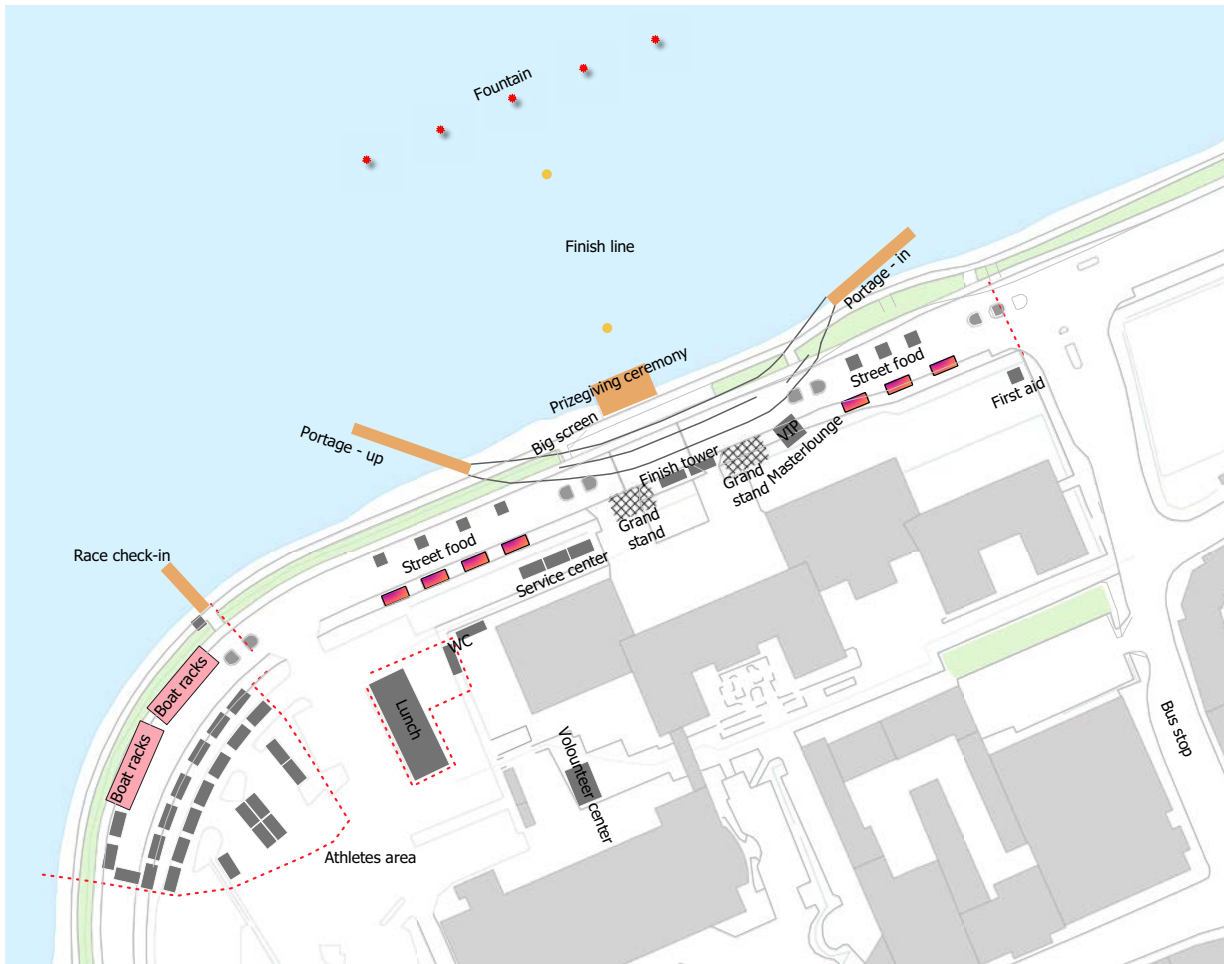 Fountain
Finish line
Portage - in
Prizegiving ceremony
Street food
First aid
Big screen
Portage - up
VIP
Masterlounge
Finish tower
Grand
stand
Grand
stand
Race check-in
Street food
Service center
WC
Boat racks
Lunch
Bus stop
Boat racks
Volounteer center
Athletes area